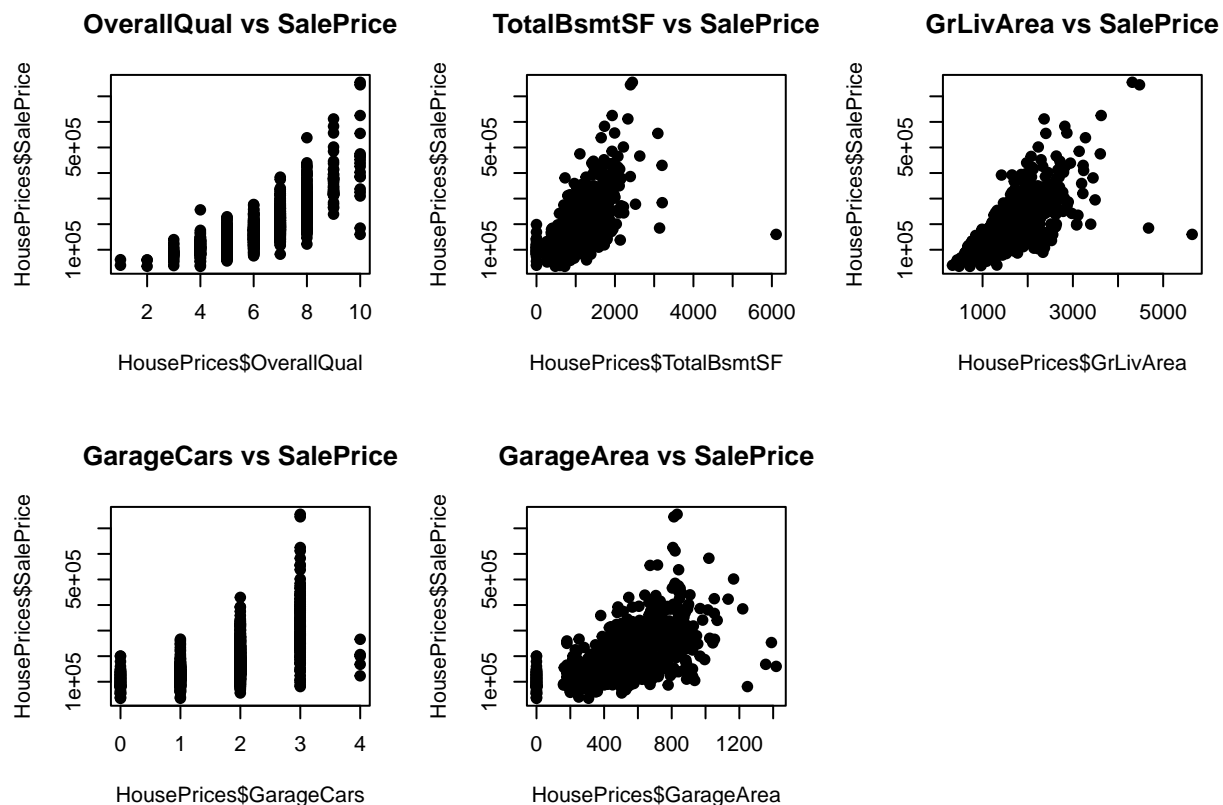 OverallQual vs SalePrice
HousePrices$SalePrice
1e+05
5e+05
2
4
6
8
10
HousePrices$OverallQual
TotalBsmtSF vs SalePrice
HousePrices$SalePrice
1e+05
5e+05
0
2000
4000
6000
HousePrices$TotalBsmtSF
GrLivArea vs SalePrice
HousePrices$SalePrice
1e+05
5e+05
1000
3000
5000
HousePrices$GrLivArea
GarageCars vs SalePrice
HousePrices$SalePrice
1e+05
5e+05
0
1
2
3
4
HousePrices$GarageCars
GarageArea vs SalePrice
HousePrices$SalePrice
1e+05
5e+05
0
400
800
1200
HousePrices$GarageArea